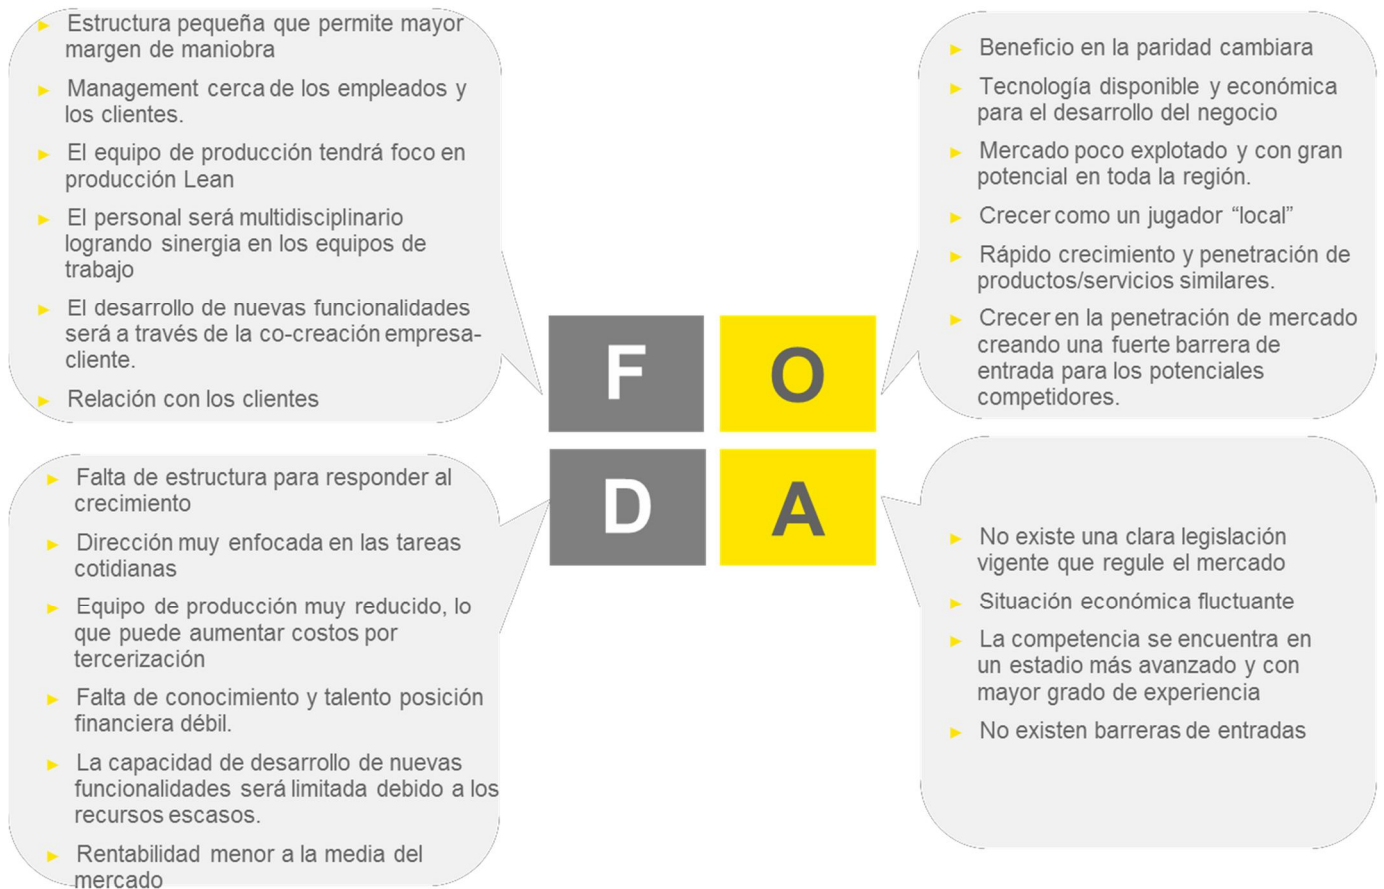 Estructura pequeña que permite mayor
margen de maniobra
Management cerca de los empleados y
los clientes.
El equipo de producción tendrá foco en
producción Lean
El personal será multidisciplinario
logrando sinergia en los equipos de
trabajo
El desarrollo de nuevas funcionalidades
será a través de la co-creación empresa-
cliente.
Relación con los clientes
Beneficio en la paridad cambiara
Tecnología disponible y económica
para el desarrollo del negocio
Mercado poco explotado y con gran
potencial en toda la región.
Crecer como un jugador “local”
Rápido crecimiento y penetración de
productos/servicios similares.
Crecer en la penetración de mercado
creando una fuerte barrera de
entrada para los potenciales
competidores.
F
O
D
A
Falta de estructura para responder al
crecimiento
Dirección muy enfocada en las tareas
cotidianas
Equipo de producción muy reducido, lo
que puede aumentar costos por
tercerización
Falta de conocimiento y talento posición
financiera débil.
La capacidad de desarrollo de nuevas
funcionalidades será limitada debido a los
recursos escasos.
Rentabilidad menor a la media del
mercado
No existe una clara legislación
vigente que regule el mercado
Situación económica fluctuante
La competencia se encuentra en
un estadio más avanzado y con
mayor grado de experiencia
No existen barreras de entradas